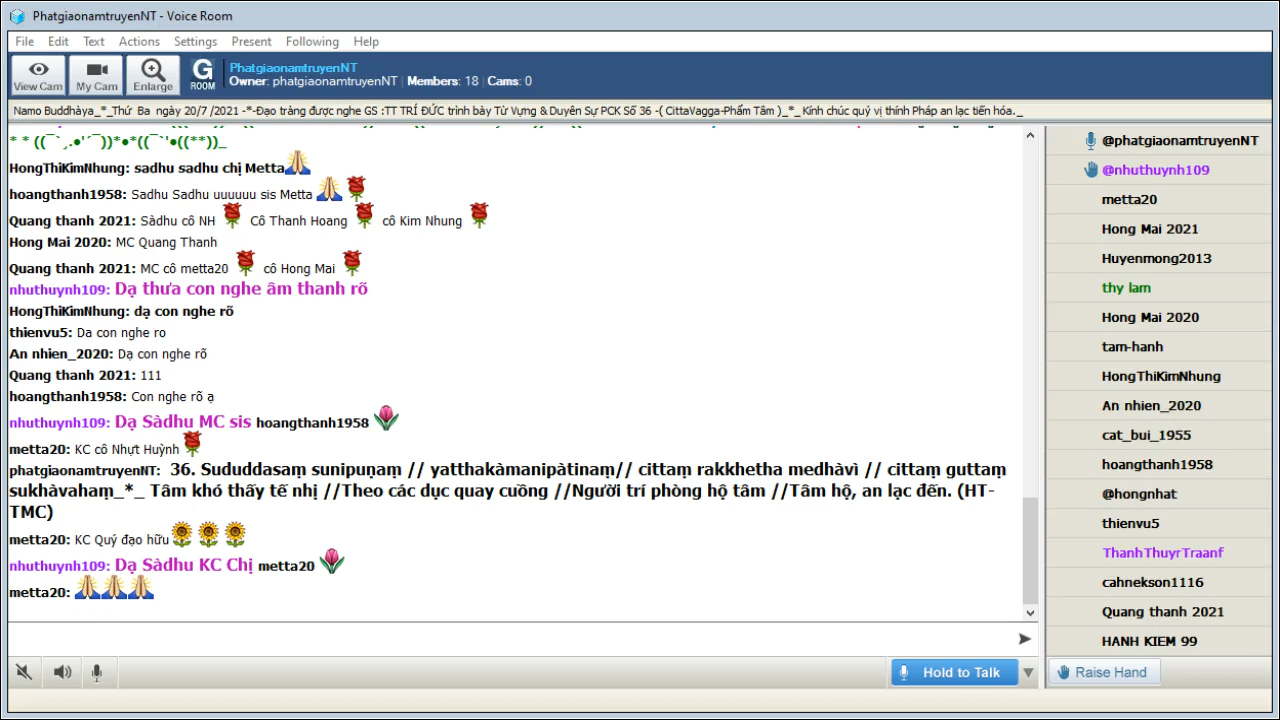 PhatgiaonamtruyenNT - Voice Room
File Edit Text Actions Settings Present Following Help
View Cam My Cam Enlarge G ROOM
PhatgiaonamtruyenNT
Owner: phatgiaonamtruyenNT | Members: 18 | Cams: 0
Namo Buddhàya_*_Thứ Ba ngày 20/7 /2021 -*-Đạo tràng được nghe GS :TT TRÍ ĐỨC trình bày Từ Vựng & Duyên Sự PCK Số 36 -( CittaVagga-Phẩm Tâm )_*_ Kính chúc quý vị thính Pháp an lạc tiến hóa._
HongThiKimNhung: sadhu sadhu chị Metta
hoangthanh1958: Sadhu Sadhu uuuuuu sis Metta
Quang thanh 2021: Sàdhu cô NH Cô Thanh Hoang cô Kim Nhung
Hong Mai 2020: MC Quang Thanh
Quang thanh 2021: MC cô metta20 cô Hong Mai
nhuthuynh109: Dạ thưa con nghe âm thanh rõ
HongThiKimNhung: dạ con nghe rõ
thienvu5: Da con nghe ro
An nhien_2020: Dạ con nghe rõ
Quang thanh 2021: 111
hoangthanh1958: Con nghe rõ ạ
nhuthuynh109: Dạ Sàdhu MC sis hoangthanh1958
metta20: KC cô Nhựt Huỳnh
phatgiaonamtruyenNT: 36. Sududdasaṃ sunipuṇaṃ // yatthakàmanipàtinaṃ// cittaṃ rakkhetha medhàvì // cittaṃ guttaṃ
sukhàvahaṃ_*_ Tâm khó thấy tế nhị //Theo các dục quay cuồng //Người trí phòng hộ tâm //Tâm hộ, an lạc đến. (HT-
TMC)
metta20: KC Quý đạo hữu
nhuthuynh109: Dạ Sàdhu KC Chị metta20
metta20:
@phatgiaonamtruyenNT
@nhuthuynh109
metta20
Hong Mai 2021
Huyenmong2013
thy lam
Hong Mai 2020
tam-hanh
HongThiKimNhung
An nhien_2020
cat_bui_1955
hoangthanh1958
@hongnhat
thienvu5
ThanhThuyrTraanf
cahnekson1116
Quang thanh 2021
HANH KIEM 99
Hold to Talk
Raise Hand